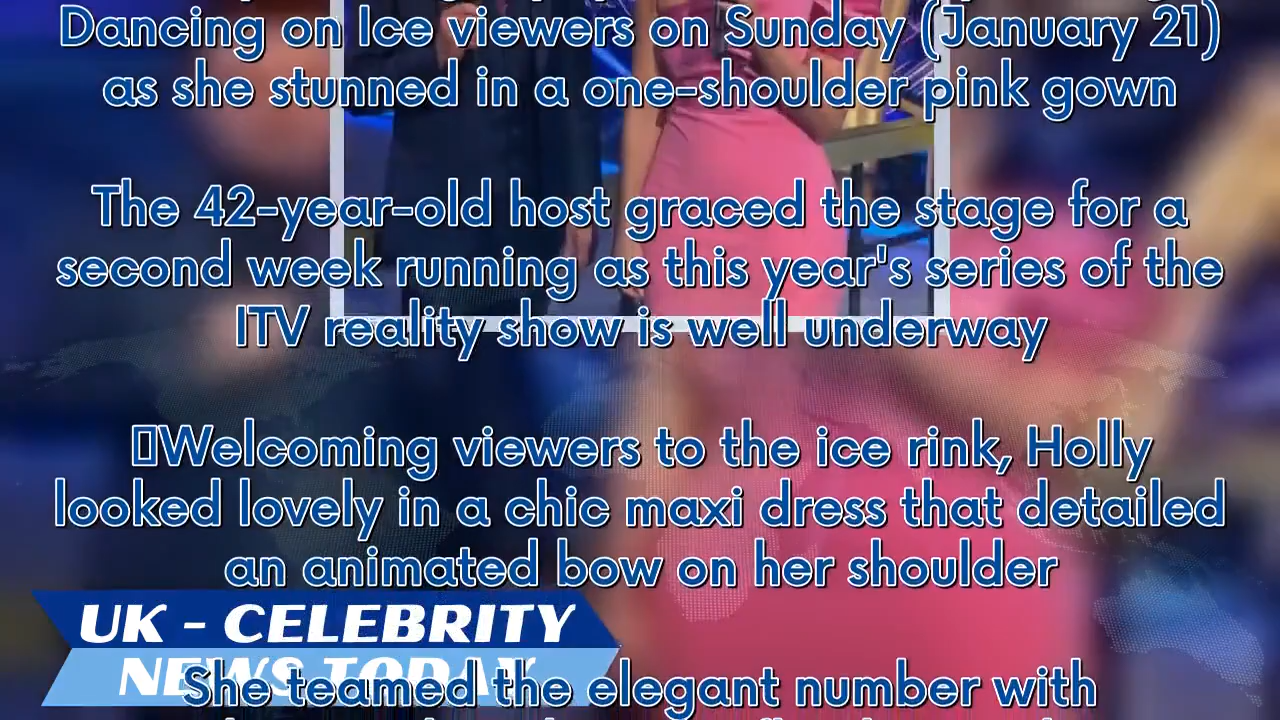 Dancing on Ice viewers on Sunday (January 21)
as she stunned in a one-shoulder pink gown
The 42-year-old host graced the stage for a
second week running as this year's series of the
ITV reality show is well underway
Welcoming viewers to the ice rink, Holly
looked lovely in a chic maxi dress that detailed
an animated bow on her shoulder
UK - CELEBRITY
NEWS TODAY
She teamed the elegant number with